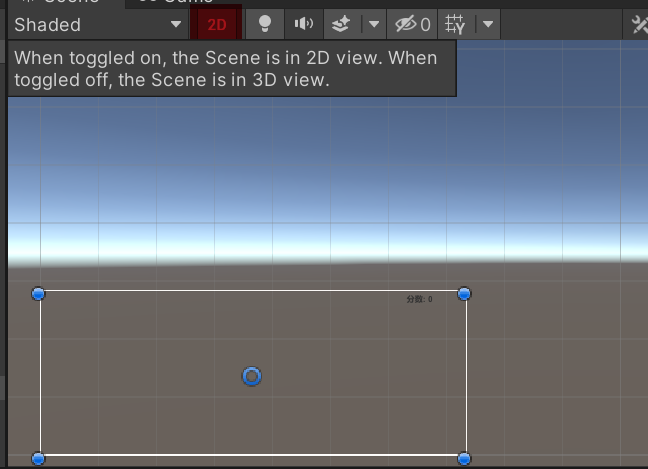 Shaded
2D
0
When toggled on, the Scene is in 2D view. When
toggled off, the Scene is in 3D view.
分数: 0